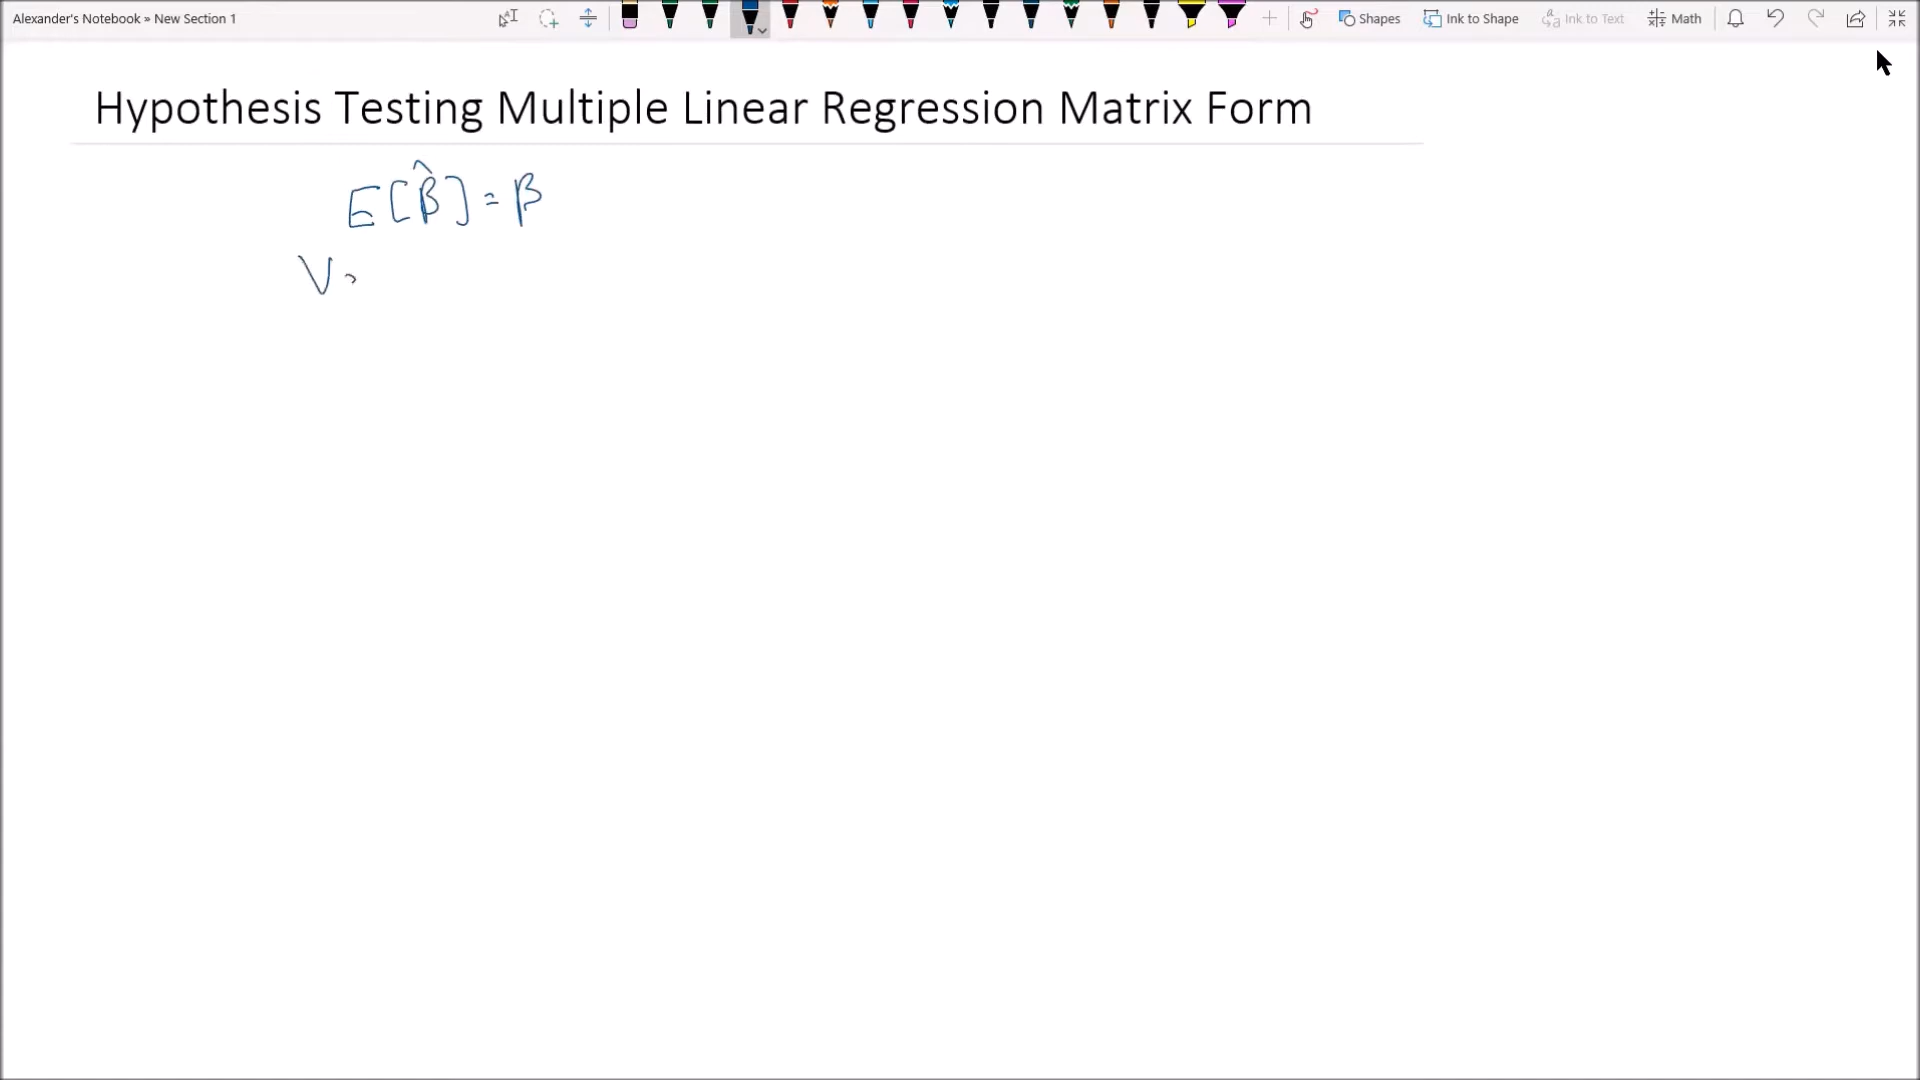 Alexander's Notebook » New Section 1
Shapes Ink to Shape Ink to Text Math
Hypothesis Testing Multiple Linear Regression Matrix Form
E[β̂] = β
V